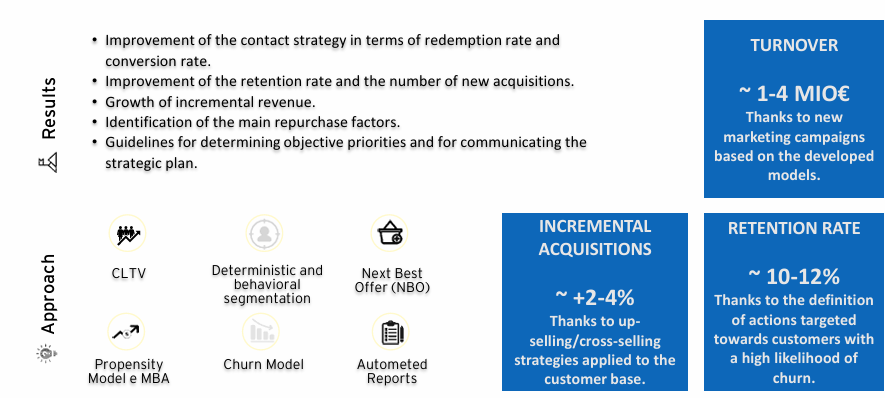 Results
• Improvement of the contact strategy in terms of redemption rate and
conversion rate.
• Improvement of the retention rate and the number of new acquisitions.
• Growth of incremental revenue.
• Identification of the main repurchase factors.
• Guidelines for determining objective priorities and for communicating the
strategic plan.
TURNOVER
~ 1-4 MIO€
Thanks to new
marketing campaigns
based on the developed
models.
Approach
CLTV
Deterministic and
behavioral
segmentation
Next Best
Offer (NBO)
Propensity
Model e MBA
Churn Model
Autometed
Reports
INCREMENTAL
ACQUISITIONS
~ +2-4%
Thanks to up-
selling/cross-selling
strategies applied to the
customer base.
RETENTION RATE
~ 10-12%
Thanks to the definition
of actions targeted
towards customers with
a high likelihood of
churn.